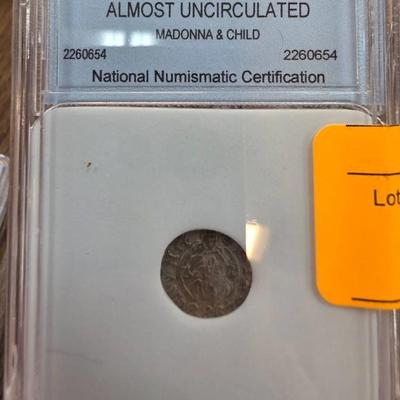 ALMOST UNCIRCULATED
MADONNA & CHILD
2260654 2260654
National Numismatic Certification
Lot